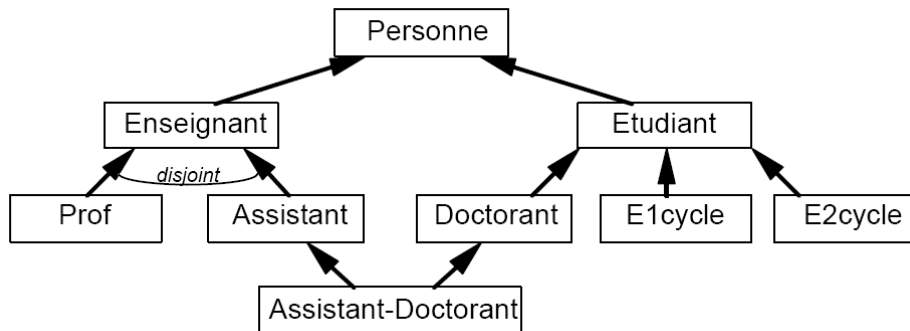 Personne
Enseignant
Etudiant
disjoint
Prof
Assistant
Doctorant
E1cycle
E2cycle
Assistant-Doctorant